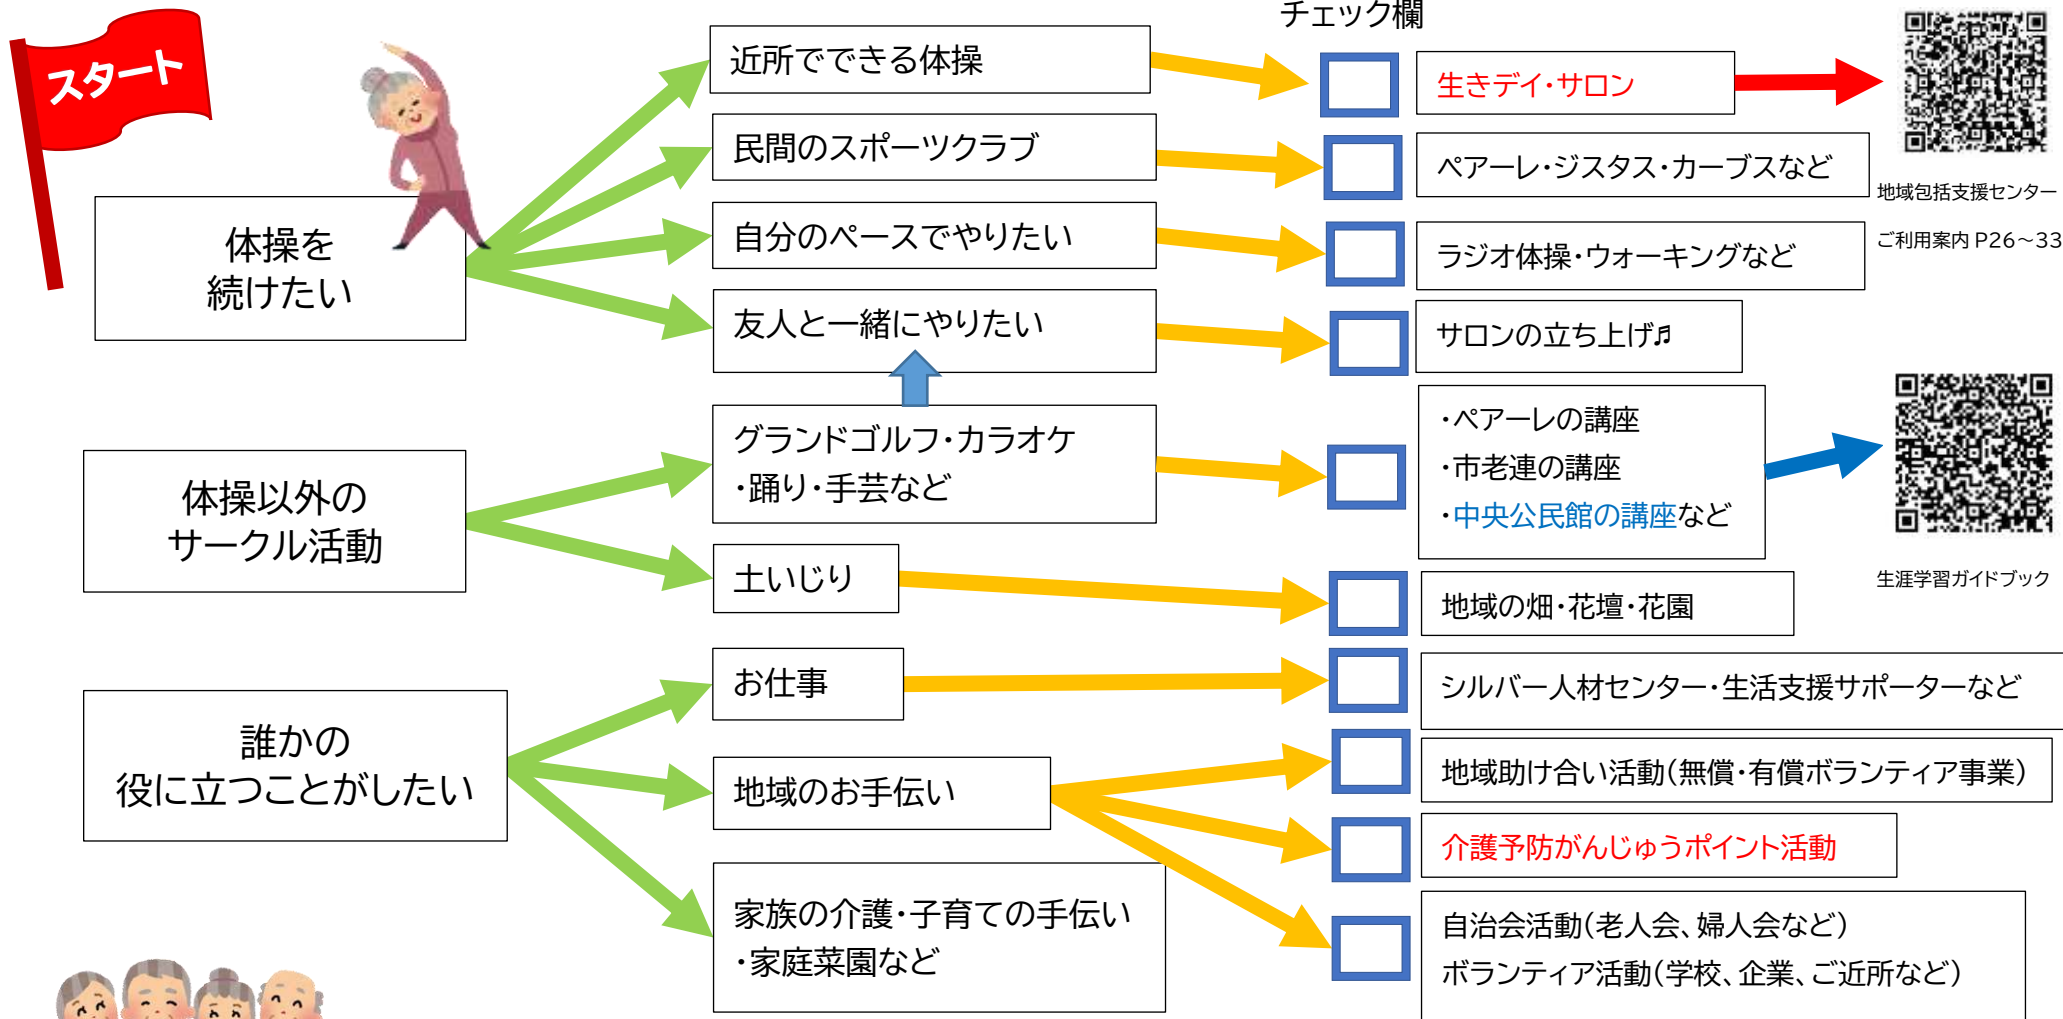 チェック欄
スタート
体操を
続けたい
近所でできる体操
民間のスポーツクラブ
自分のペースでやりたい
友人と一緒にやりたい
生きデイ・サロン
ペアーレ・ジスタス・カーブスなど
ラジオ体操・ウォーキングなど
サロンの立ち上げ♬
地域包括支援センター
ご利用案内 P26～33
体操以外の
サークル活動
グランドゴルフ・カラオケ
・踊り・手芸など
土いじり
・ペアーレの講座
・市老連の講座
・中央公民館の講座など
地域の畑・花壇・花園
生涯学習ガイドブック
誰かの
役に立つことがしたい
お仕事
地域のお手伝い
家族の介護・子育ての手伝い
・家庭菜園など
シルバー人材センター・生活支援サポーターなど
地域助け合い活動(無償・有償ボランティア事業)
介護予防がんじゅうポイント活動
自治会活動(老人会、婦人会など)
ボランティア活動(学校、企業、ご近所など)